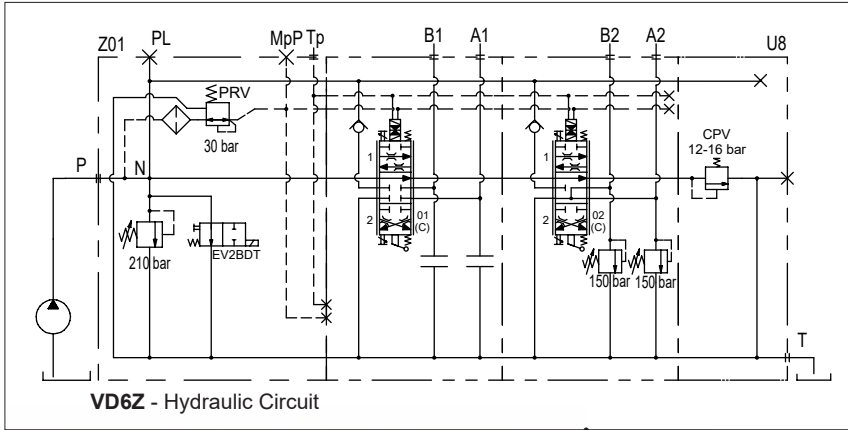 Z01 PL MpP Tp B1 A1 B2 A2 U8
PRV
30 bar
CPV
12-16 bar
P N
1
1
2 01
(C)
2 02
(C)
210 bar
EV2BDT
150 bar 150 bar
T
VD6Z - Hydraulic Circuit